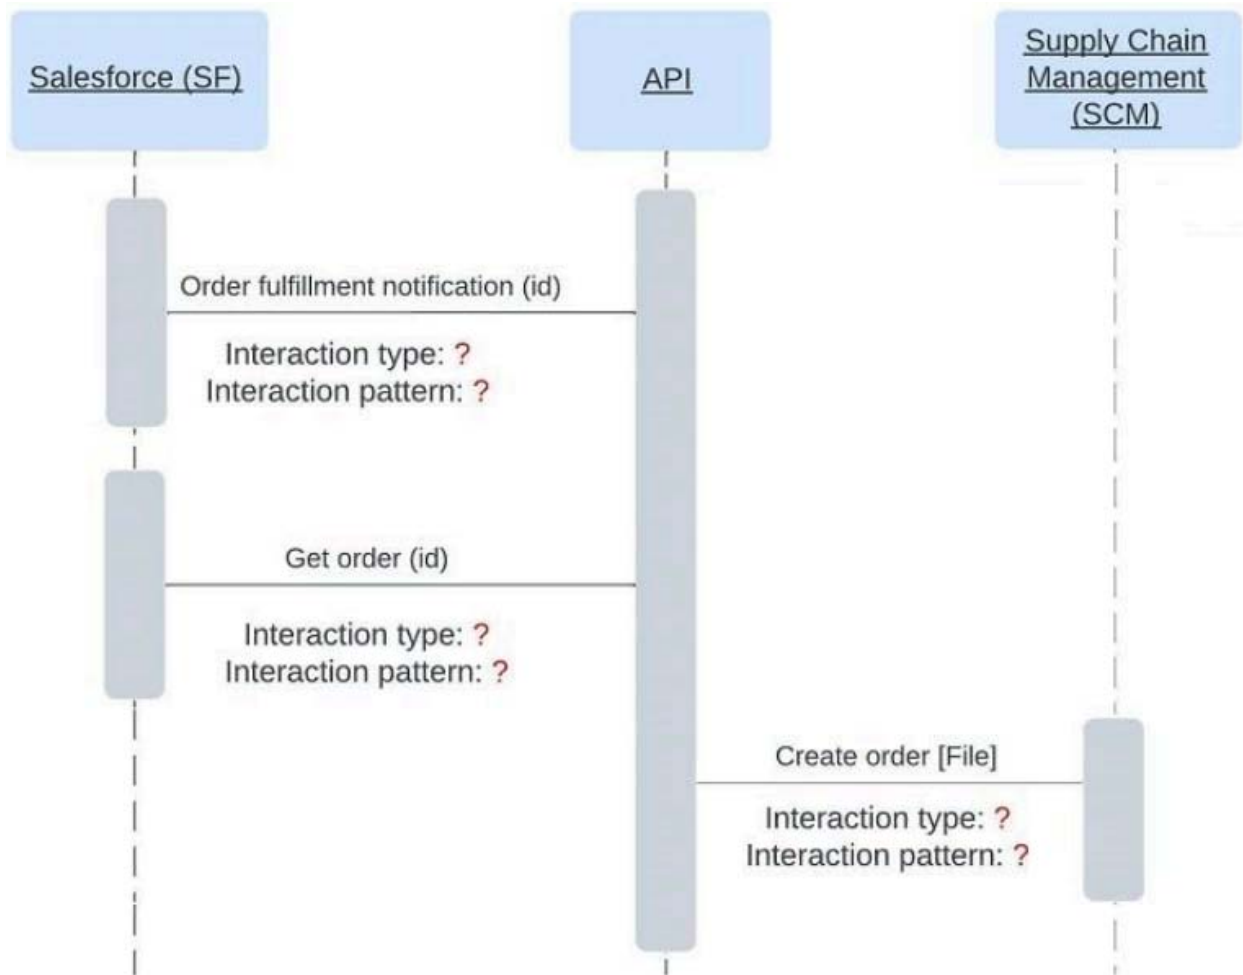 Salesforce (SF)
API
Supply Chain
Management
(SCM)
Order fulfillment notification (id)
Interaction type: ?
Interaction pattern: ?
Get order (id)
Interaction type: ?
Interaction pattern: ?
Create order [File]
Interaction type: ?
Interaction pattern: ?